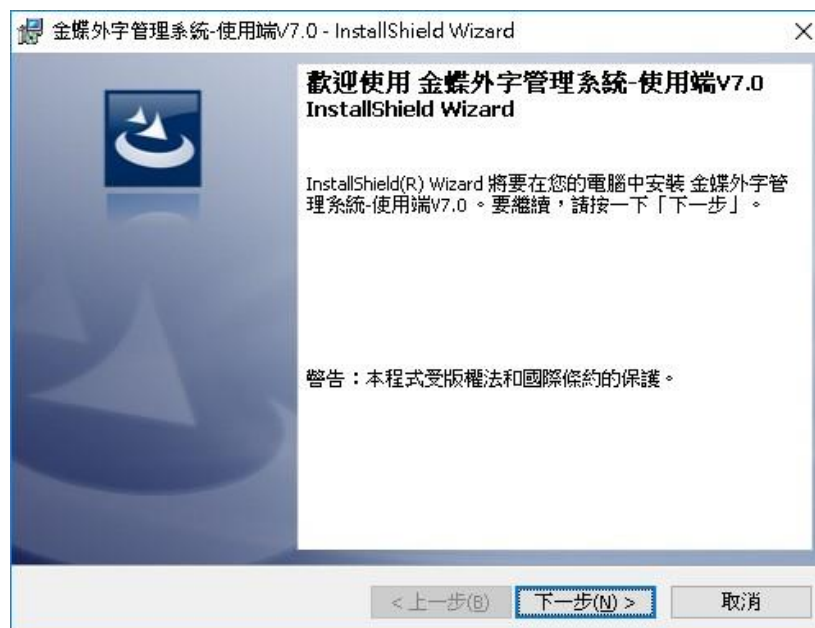 金蝶外字管理系統-使用端V7.0 - InstallShield Wizard
歡迎使用 金蝶外字管理系統-使用端V7.0
InstallShield Wizard
InstallShield(R) Wizard 將要在您的電腦中安裝 金蝶外字管
理系統-使用端V7.0 。要繼續，請按一下「下一步」。
警告：本程式受版權法和國際條約的保護。
< 上一步(B)
下一步(N) >
取消